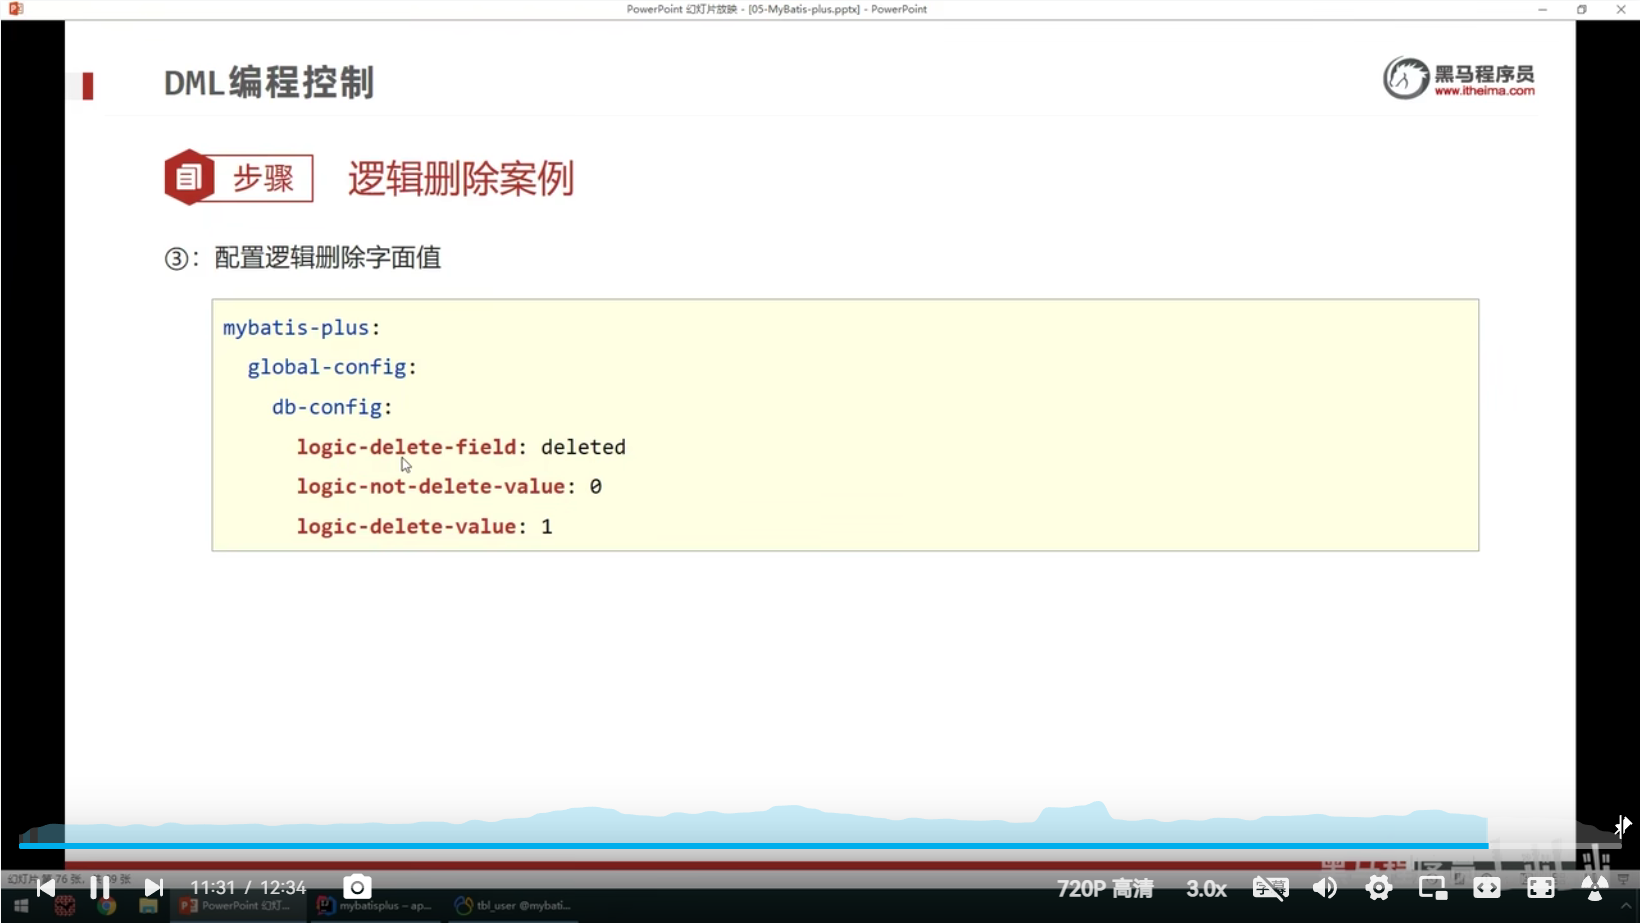 PowerPoint 幻灯片放映 - [05-MyBatis-plus.pptx] - PowerPoint
DML编程控制
黑马程序员
www.itheima.com
步骤
逻辑删除案例
③： 配置逻辑删除字面值
mybatis-plus:
global-config:
db-config:
logic-delete-field: deleted
logic-not-delete-value: 0
logic-delete-value: 1
11:31 / 12:34
720P 高清
3.0x
字幕
PowerPoint 幻灯...
mybatisplus – ap...
tbl_user @mybati...